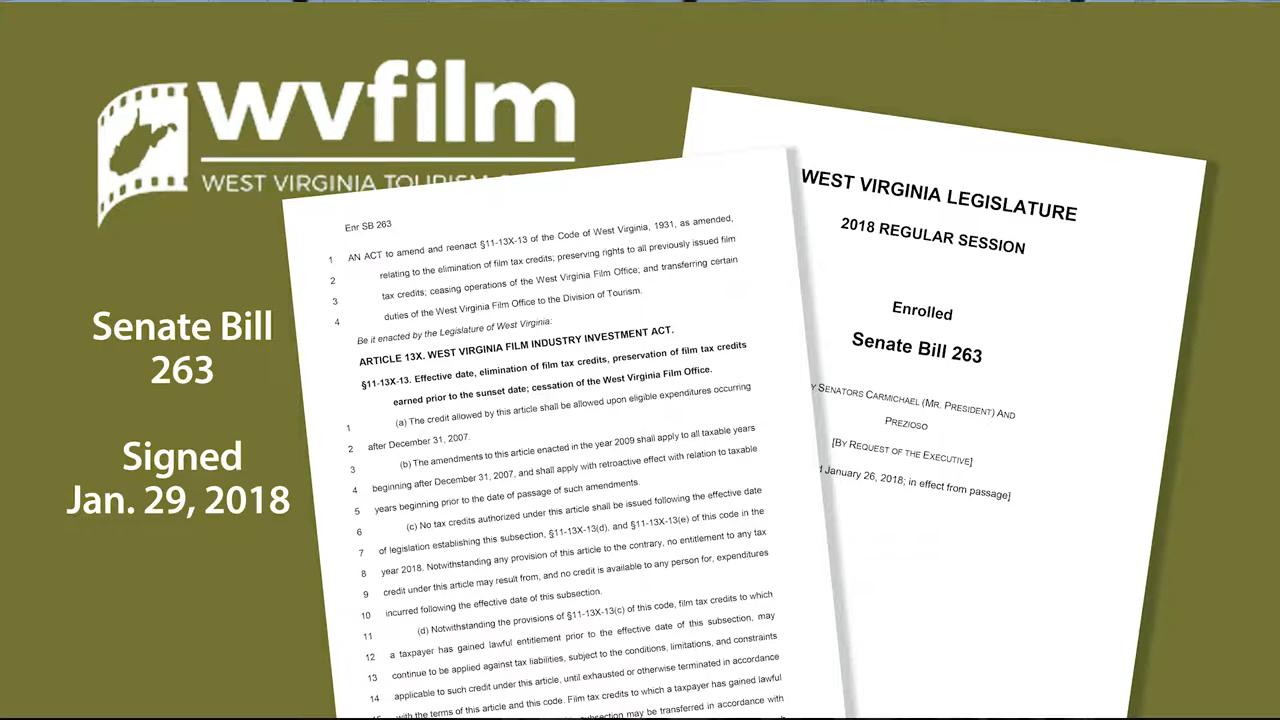 wvfilm
WEST VIRGINIA TOURISM
Senate Bill
263
Signed
Jan. 29, 2018
Enr SB 263
1 AN ACT to amend and reenact §11-13X-13 of the Code of West Virginia, 1931, as amended,
2 relating to the elimination of film tax credits; preserving rights to all previously issued film
3 tax credits; ceasing operations of the West Virginia Film Office; and transferring certain
4 duties of the West Virginia Film Office to the Division of Tourism.
Be it enacted by the Legislature of West Virginia:
ARTICLE 13X. WEST VIRGINIA FILM INDUSTRY INVESTMENT ACT.
§11-13X-13. Effective date, elimination of film tax credits, preservation of film tax credits
earned prior to the sunset date; cessation of the West Virginia Film Office.
1 (a) The credit allowed by this article shall be allowed upon eligible expenditures occurring
2 after December 31, 2007.
3 (b) The amendments to this article enacted in the year 2009 shall apply to all taxable years
4 beginning after December 31, 2007, and shall apply with retroactive effect with relation to taxable
5 years beginning prior to the date of passage of such amendments.
6 (c) No tax credits authorized under this article shall be issued following the effective date
7 of legislation establishing this subsection, §11-13X-13(d), and §11-13X-13(e) of this code in the
8 year 2018. Notwithstanding any provision of this article to the contrary, no entitlement to any tax
9 credit under this article may result from, and no credit is available to any person for, expenditures
10 incurred following the effective date of this subsection.
11 (d) Notwithstanding the provisions of §11-13X-13(c) of this code, film tax credits to which
12 a taxpayer has gained lawful entitlement prior to the effective date of this subsection, may
13 continue to be applied against tax liabilities, subject to the conditions, limitations, and constraints
14 applicable to such credit under this article, until exhausted or otherwise terminated in accordance
15 with the terms of this article and this code. Film tax credits to which a taxpayer has gained lawful
subsection may be transferred in accordance with
WEST VIRGINIA LEGISLATURE
2018 REGULAR SESSION
Enrolled
Senate Bill 263
BY SENATORS CARMICHAEL (MR. PRESIDENT) AND
PREZIOSO
[BY REQUEST OF THE EXECUTIVE]
January 26, 2018; in effect from passage]